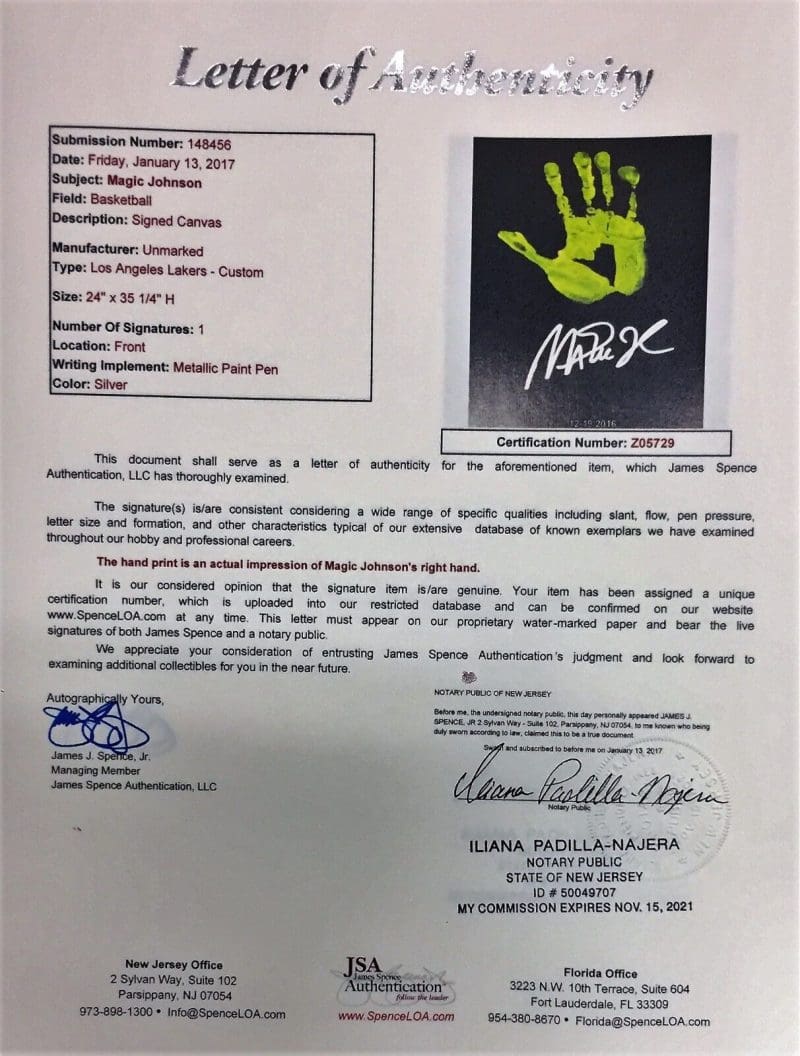 Letter of Authenticity
Submission Number: 148456
Date: Friday, January 13, 2017
Subject: Magic Johnson
Field: Basketball
Description: Signed Canvas
Manufacturer: Unmarked
Type: Los Angeles Lakers - Custom
Size: 24" x 35 1/4" H
Number Of Signatures: 1
Location: Front
Writing Implement: Metallic Paint Pen
Color: Silver
12-19-2016
Certification Number: Z05729
This document shall serve as a letter of authenticity for the aforementioned item, which James Spence
Authentication, LLC has thoroughly examined.
The signature(s) is/are consistent considering a wide range of specific qualities including slant, flow, pen pressure,
letter size and formation, and other characteristics typical of our extensive database of known exemplars we have examined
throughout our hobby and professional careers.
The hand print is an actual impression of Magic Johnson's right hand.
It is our considered opinion that the signature item is/are genuine. Your item has been assigned a unique
certification number, which is uploaded into our restricted database and can be confirmed on our website
www.SpenceLOA.com at any time. This letter must appear on our proprietary water-marked paper and bear the live
signatures of both James Spence and a notary public.
We appreciate your consideration of entrusting James Spence Authentication's judgment and look forward to
examining additional collectibles for you in the near future.
Autographically Yours,
James J. Spence, Jr.
Managing Member
James Spence Authentication, LLC
NOTARY PUBLIC OF NEW JERSEY
Before me, the undersigned notary public, this day personally appeared JAMES J.
SPENCE, JR 2 Sylvan Way - Suite 102, Parsippany, NJ 07054, to me known who being
duly sworn according to law, claimed this to be a true document
Sworn and subscribed to before me on January 13, 2017
Iliana Padilla-Najera
Notary Public
ILIANA PADILLA-NAJERA
NOTARY PUBLIC
STATE OF NEW JERSEY
ID # 50049707
MY COMMISSION EXPIRES NOV. 15, 2021
New Jersey Office
2 Sylvan Way, Suite 102
Parsippany, NJ 07054
973-898-1300 • Info@SpenceLOA.com
JSA
James Spence
Authentication
follow the leader
www.SpenceLOA.com
Florida Office
3223 N.W. 10th Terrace, Suite 604
Fort Lauderdale, FL 33309
954-380-8670 • Florida@SpenceLOA.com